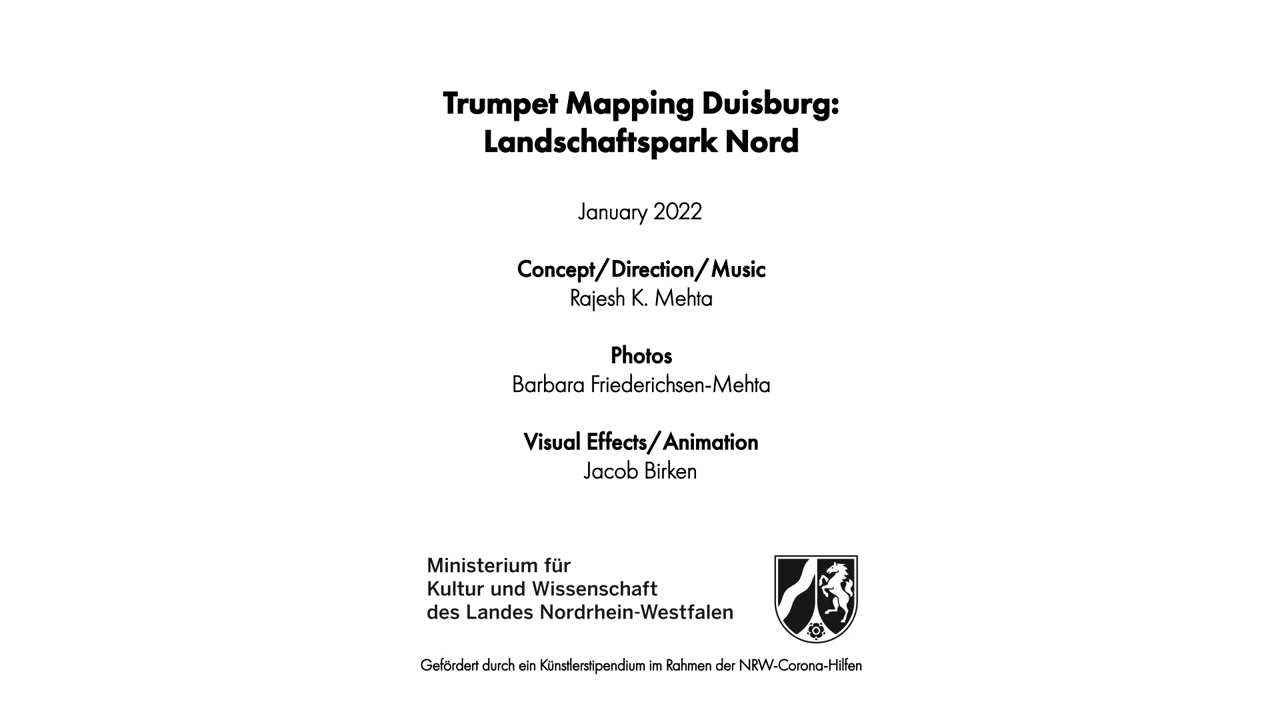 Trumpet Mapping Duisburg:
Landschaftspark Nord
January 2022
Concept/Direction/Music
Rajesh K. Mehta
Photos
Barbara Friederichsen-Mehta
Visual Effects/Animation
Jacob Birken
Ministerium für
Kultur und Wissenschaft
des Landes Nordrhein-Westfalen
Gefördert durch ein Künstlerstipendium im Rahmen der NRW-Corona-Hilfen